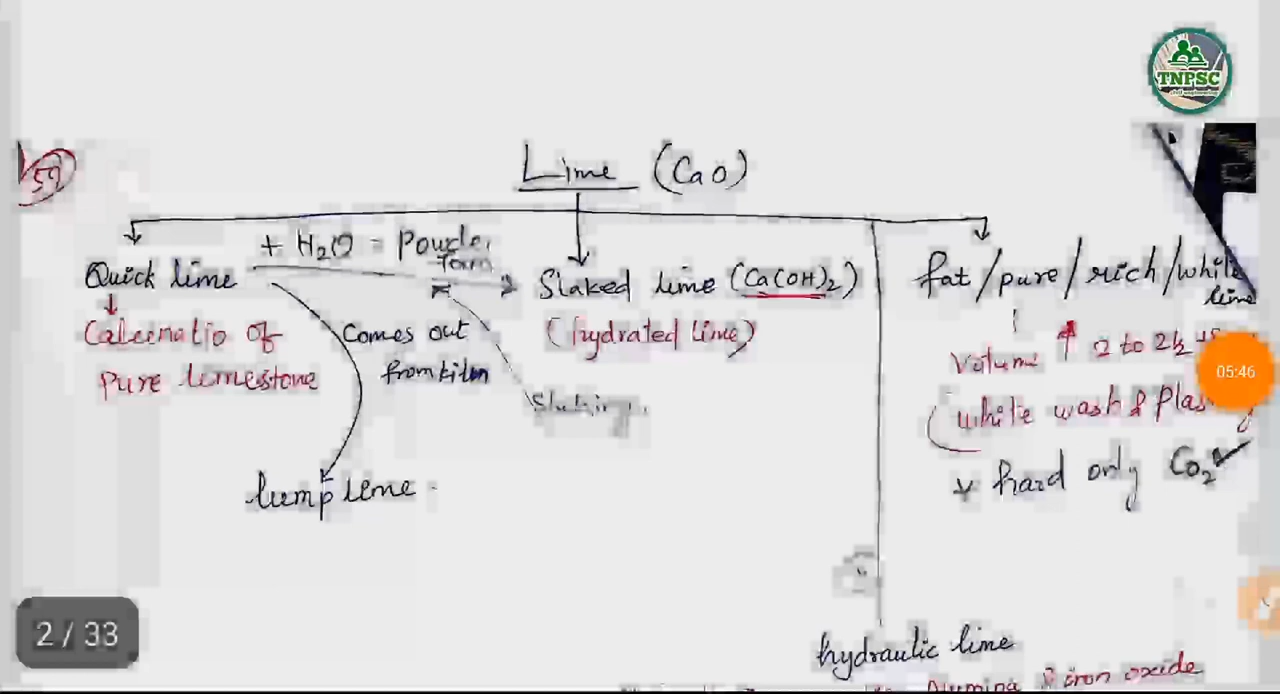 TNPSC
59
Lime (CaO)
+ H₂O = Powder
Form
Quick lime
Slaked lime (Ca(OH)₂)
fat/pure/rich/white
lime
Calcenatio of
pure limestone
Comes out
from kiln
(hydrated lime)
Slaking.
Volume ↑ 2 to 2½
05:46
white wash &
hard only CO₂ ✓
lump lime
2 / 33
hydraulic lime
Alumina
iron oxide